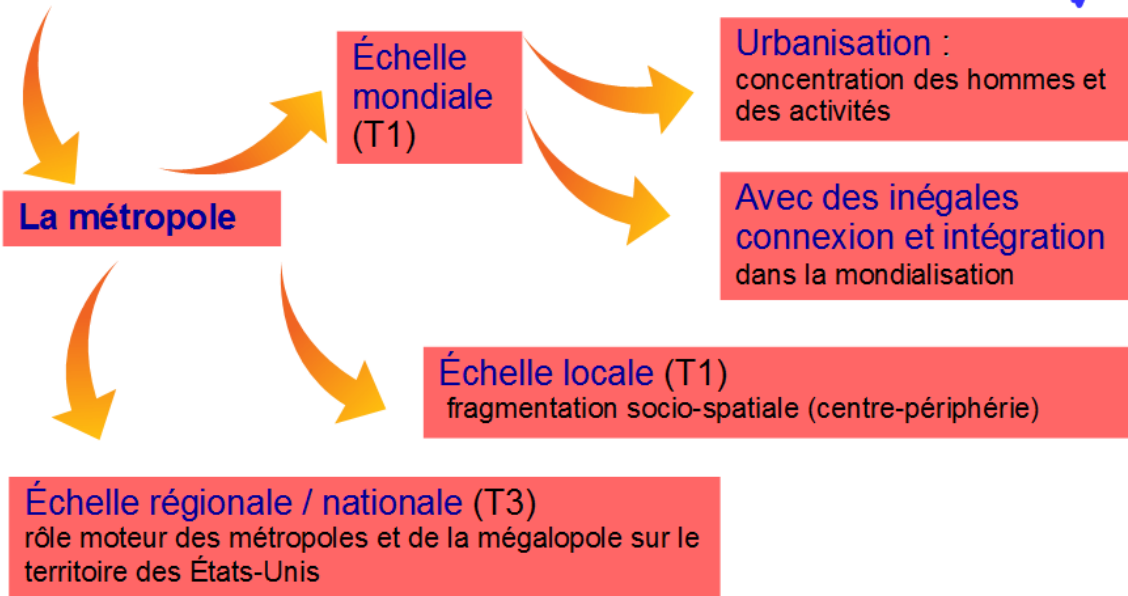 Échelle
mondiale
(T1)
Urbanisation :
concentration des hommes et
des activités
La métropole
Avec des inégales
connexion et intégration
dans la mondialisation
Échelle locale (T1)
fragmentation socio-spatiale (centre-périphérie)
Échelle régionale / nationale (T3)
rôle moteur des métropoles et de la mégalopole sur le
territoire des États-Unis